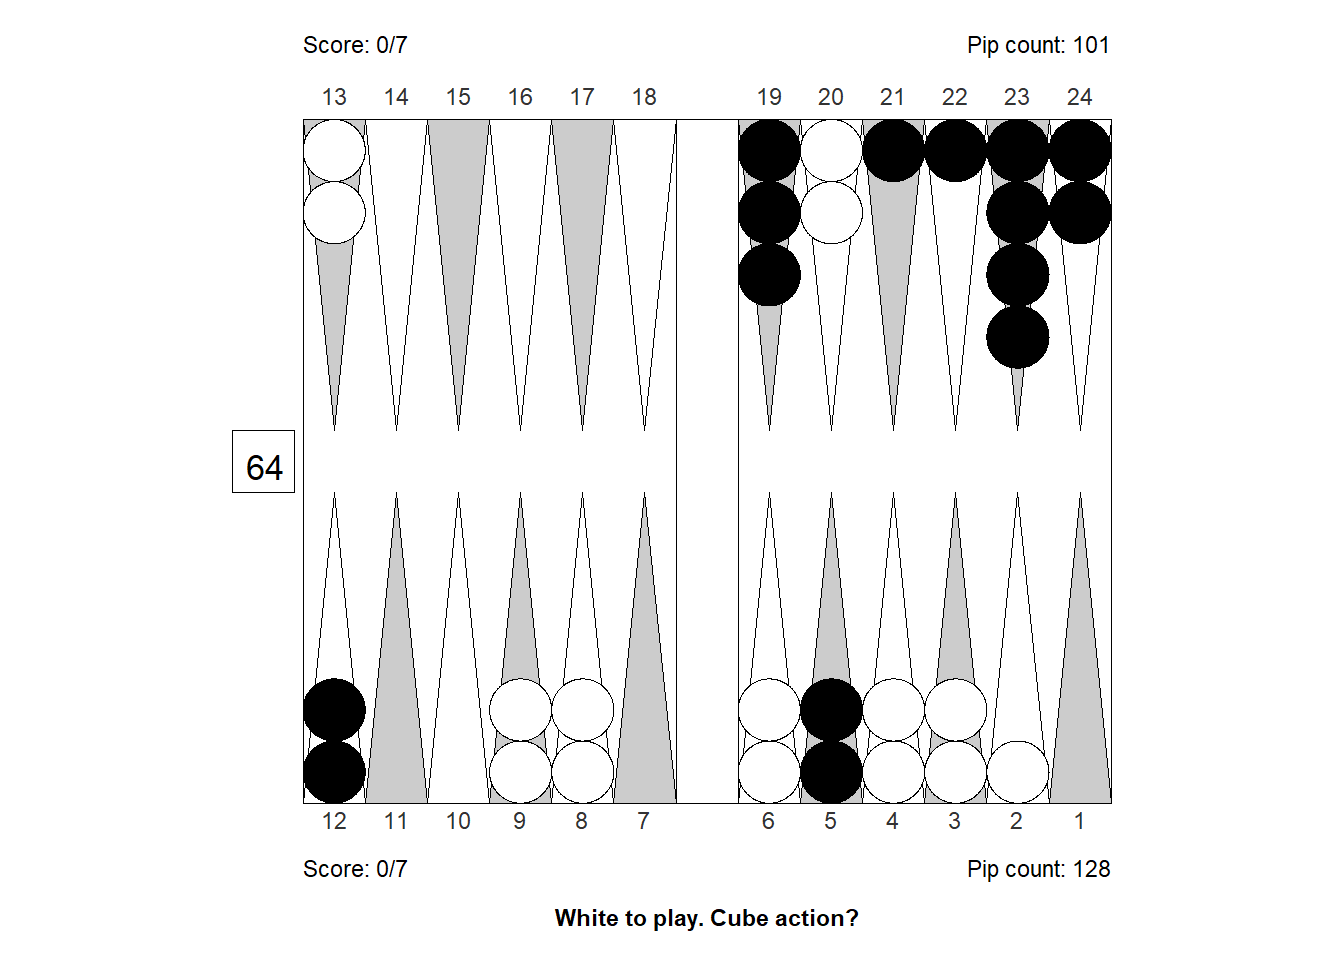 Score: 0/7 Pip count: 101
13 14 15 16 17 18 19 20 21 22 23 24
64
12 11 10 9 8 7 6 5 4 3 2 1
Score: 0/7 Pip count: 128
White to play. Cube action?